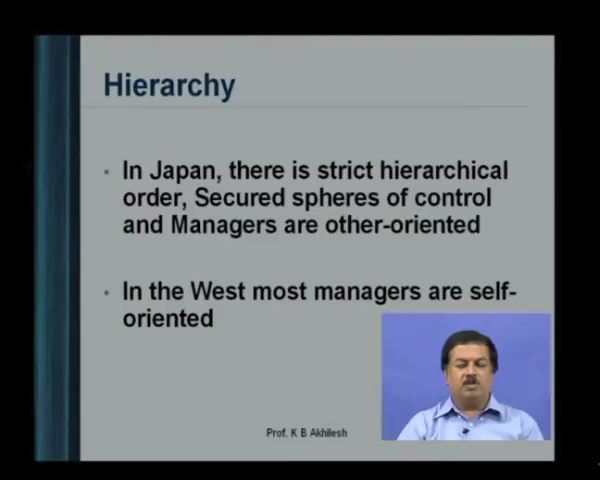 Hierarchy
In Japan, there is strict hierarchical
order, Secured spheres of control
and Managers are other-oriented
In the West most managers are self-
oriented
Prof. K B Akhilesh